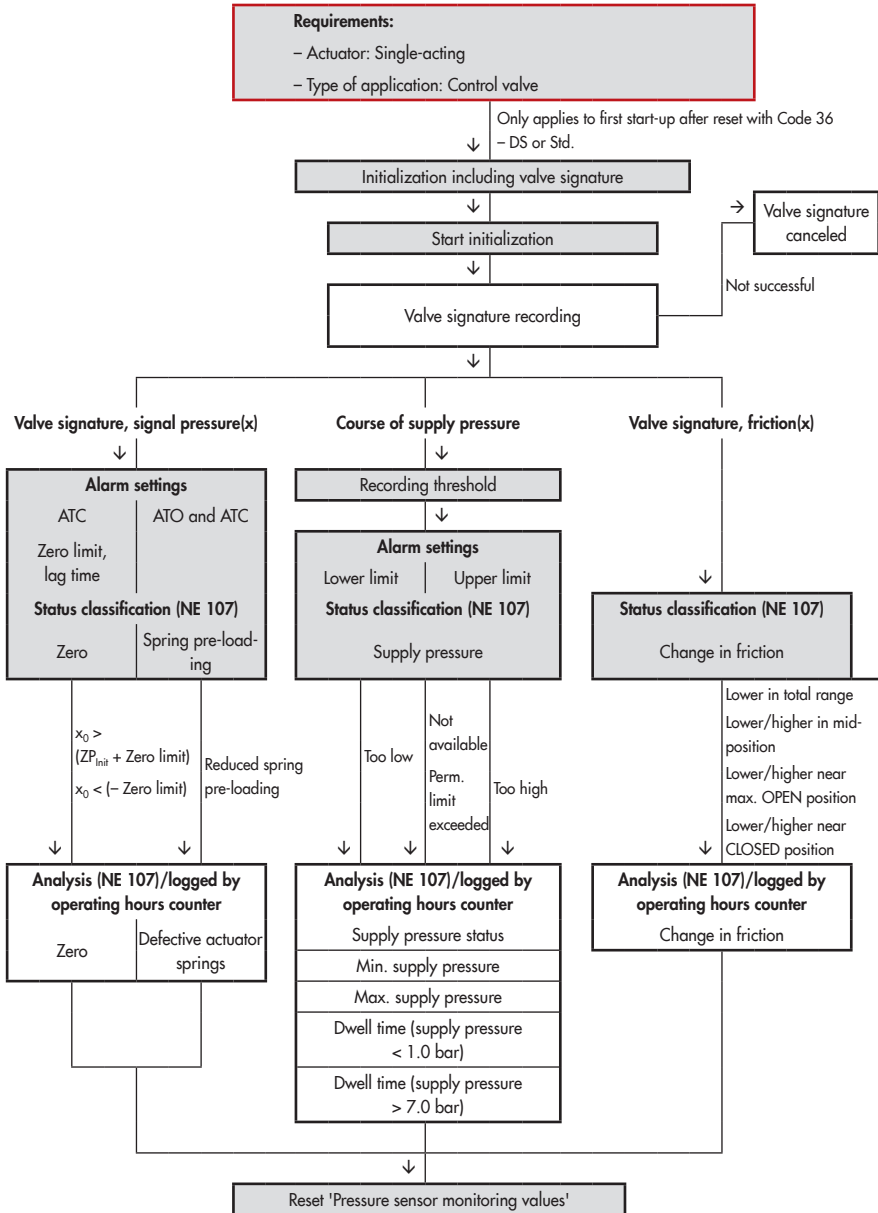 Requirements:
– Actuator: Single-acting
– Type of application: Control valve
Only applies to first start-up after reset with Code 36
– DS or Std.
Initialization including valve signature
Start initialization
Valve signature
canceled
Not successful
Valve signature recording
Valve signature, signal pressure(x)
Alarm settings
ATC
ATO and ATC
Zero limit,
lag time
Status classification (NE 107)
Zero
Spring pre-load-
ing
x0 >
(ZPInit + Zero limit)
x0 < (– Zero limit)
Reduced spring
pre-loading
Analysis (NE 107)/logged by
operating hours counter
Zero
Defective actuator
springs
Course of supply pressure
Recording threshold
Alarm settings
Lower limit
Upper limit
Status classification (NE 107)
Supply pressure
Too low
Not
available
Perm.
limit
exceeded
Too high
Analysis (NE 107)/logged by
operating hours counter
Supply pressure status
Min. supply pressure
Max. supply pressure
Dwell time (supply pressure
< 1.0 bar)
Dwell time (supply pressure
> 7.0 bar)
Valve signature, friction(x)
Status classification (NE 107)
Change in friction
Lower in total range
Lower/higher in mid-
position
Lower/higher near
max. OPEN position
Lower/higher near
CLOSED position
Analysis (NE 107)/logged by
operating hours counter
Change in friction
Reset 'Pressure sensor monitoring values'